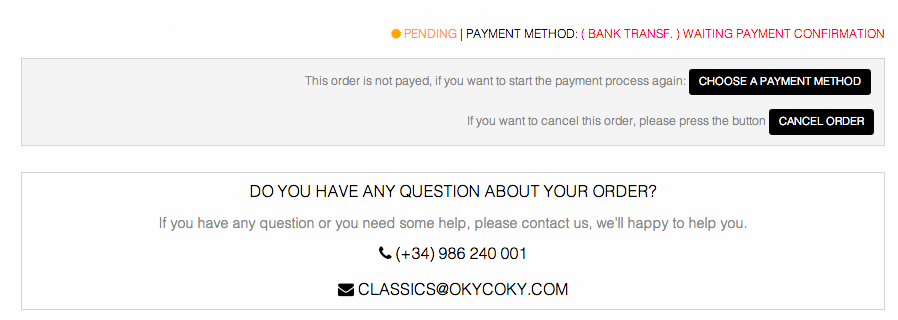 PENDING | PAYMENT METHOD: ( BANK TRANSF. ) WAITING PAYMENT CONFIRMATION
This order is not payed, if you want to start the payment process again: CHOOSE A PAYMENT METHOD
If you want to cancel this order, please press the button CANCEL ORDER
DO YOU HAVE ANY QUESTION ABOUT YOUR ORDER?
If you have any question or you need some help, please contact us, we'll happy to help you.
(+34) 986 240 001
CLASSICS@OKYCOKY.COM